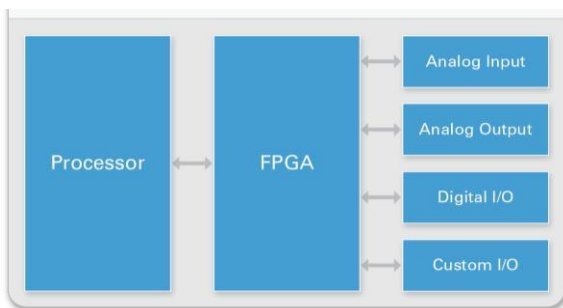 Processor
FPGA
Analog Input
Analog Output
Digital I/O
Custom I/O